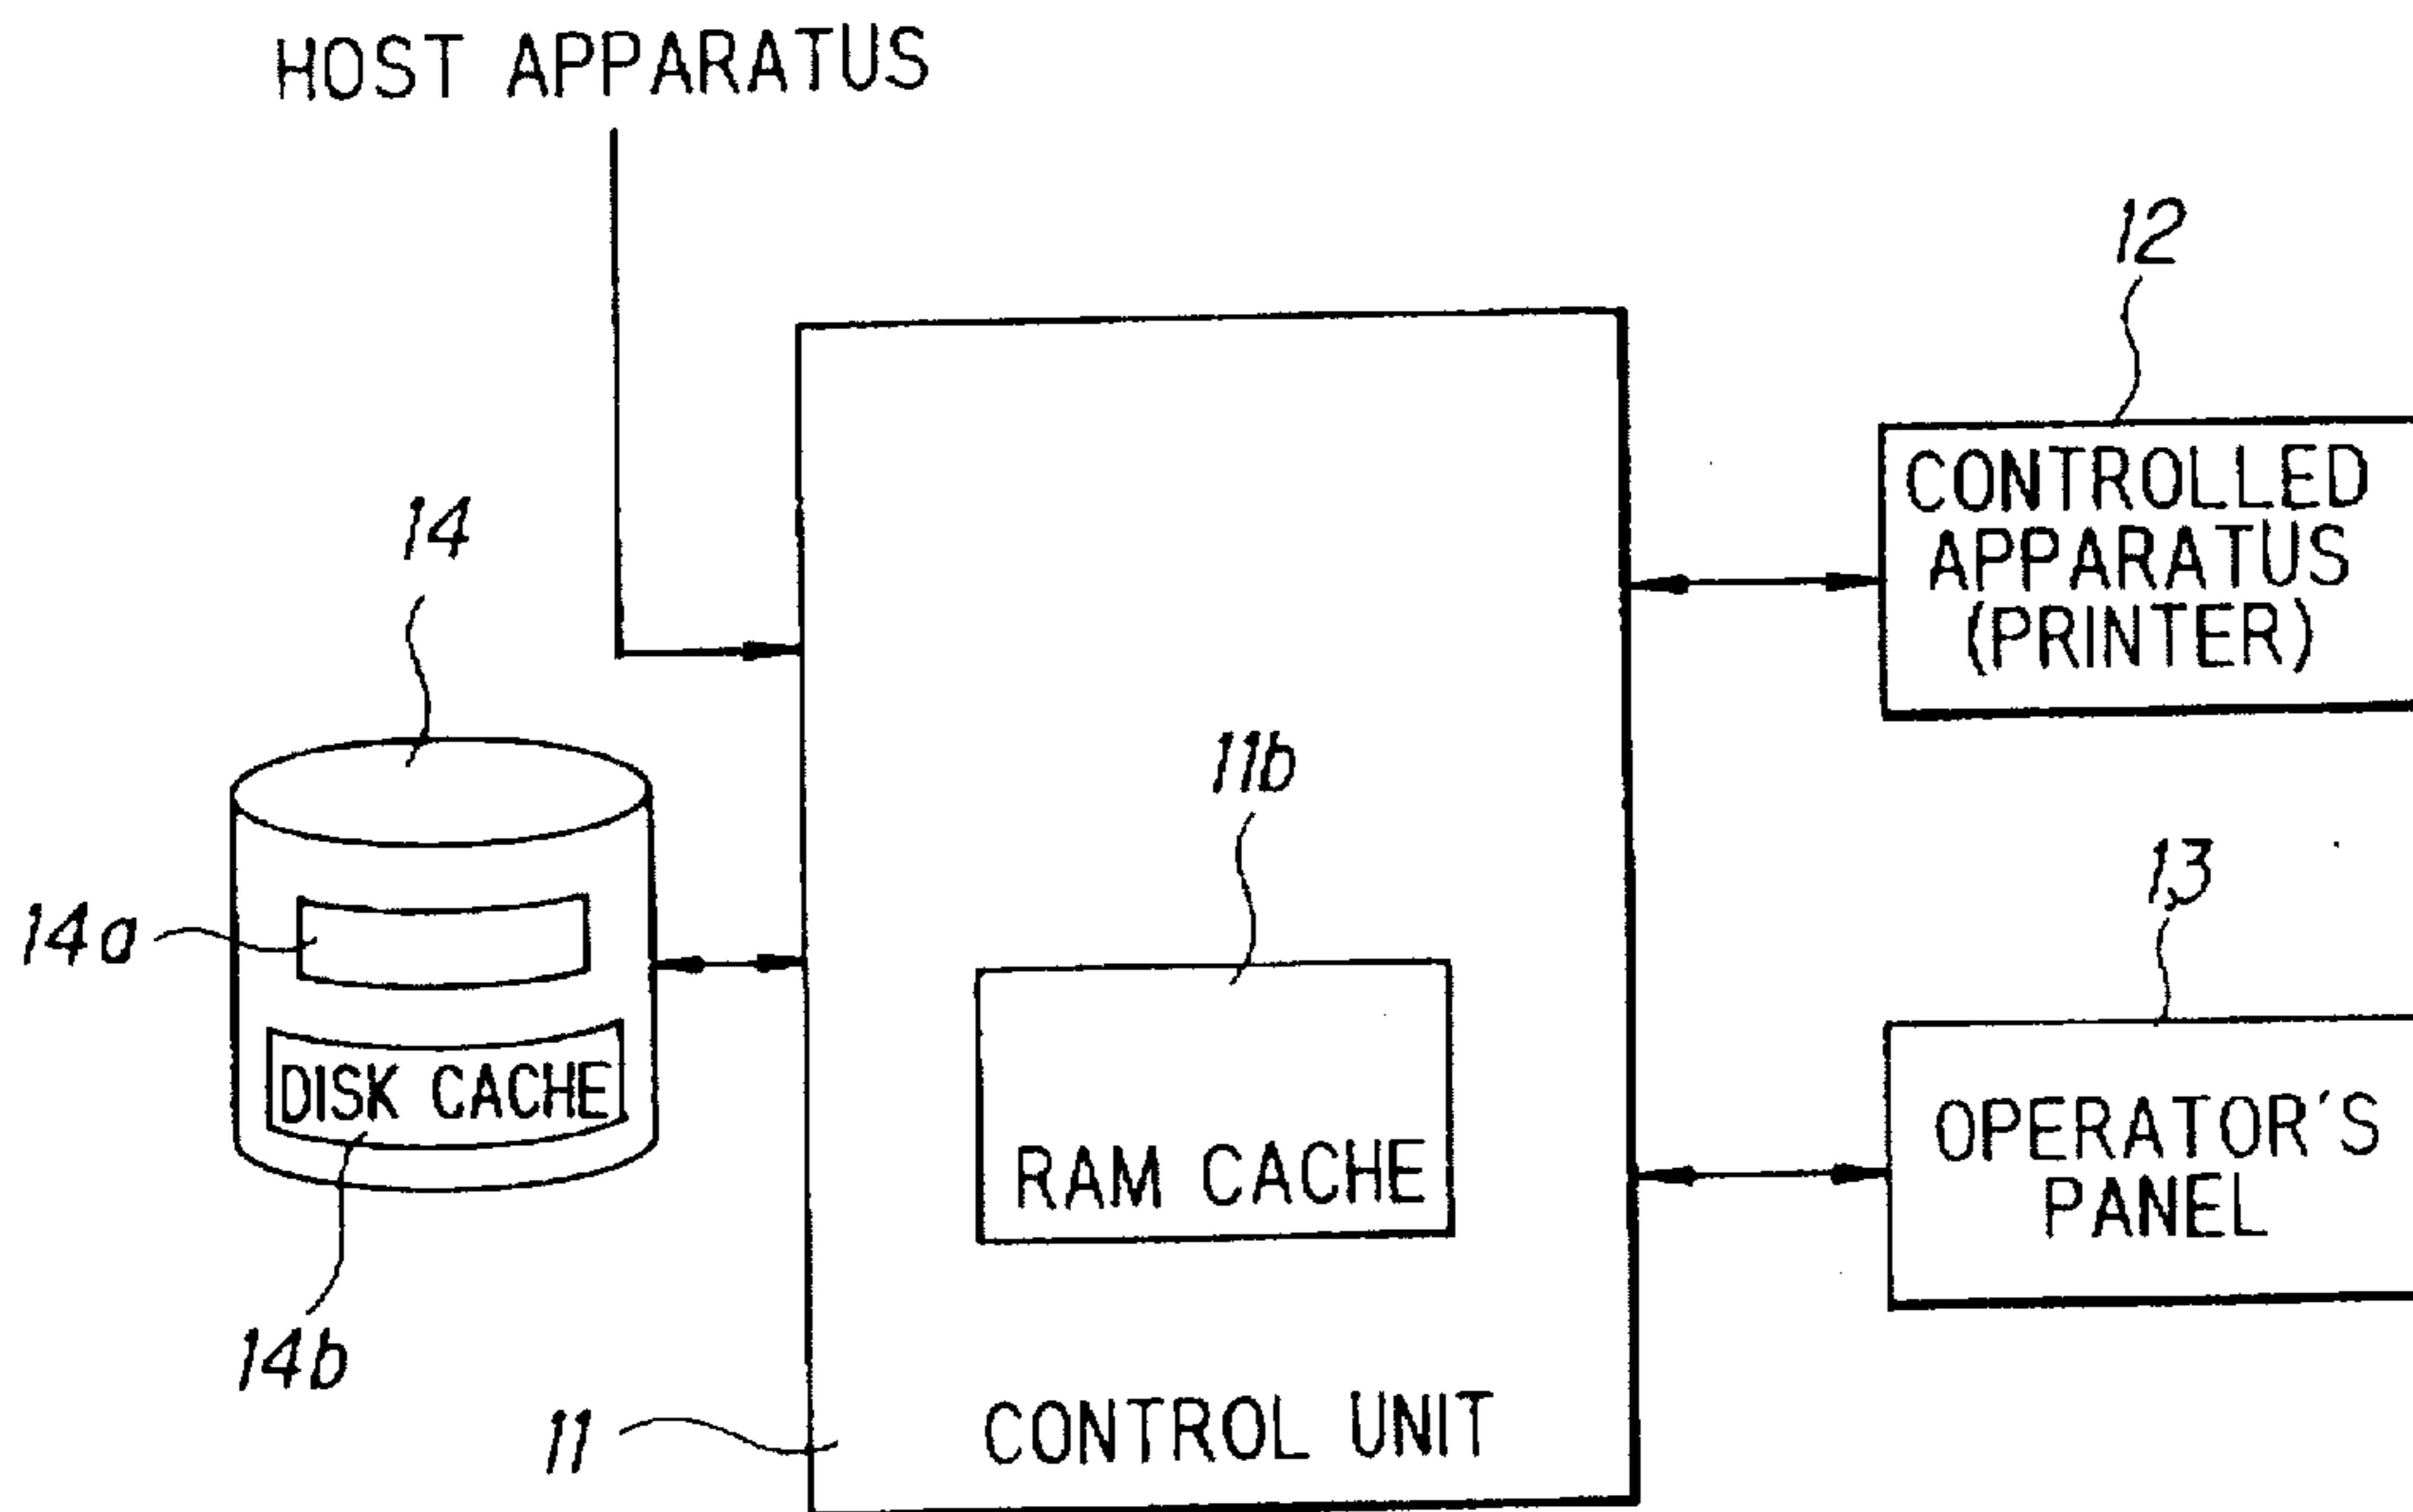 HOST APPARATUS
12
CONTROLLED
APPARATUS
(PRINTER)
14
11b
13
14a
DISK CACHE
RAM CACHE
OPERATOR'S
PANEL
14b
11
CONTROL UNIT